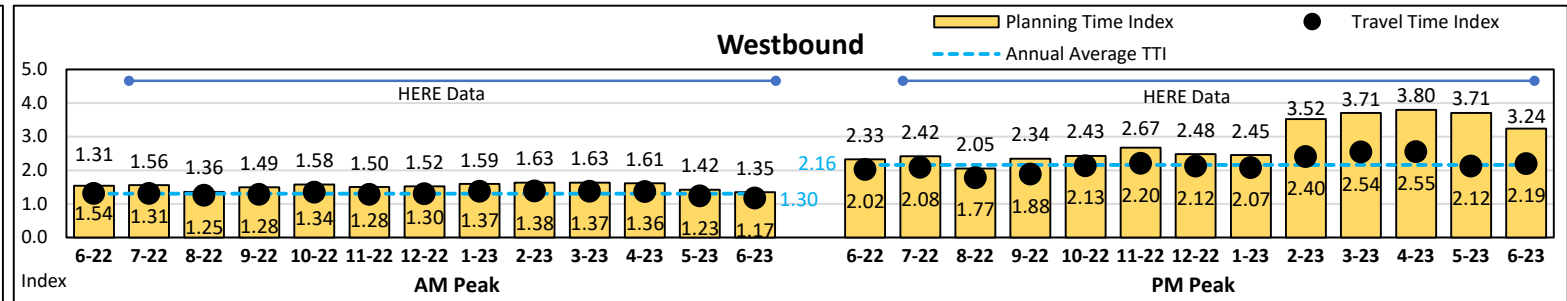 Planning Time Index Travel Time Index
Westbound
Annual Average TTI
5.0
4.0
3.0
2.0
1.0
0.0
HERE Data HERE Data
1.31 1.56 1.36 1.49 1.58 1.50 1.52 1.59 1.63 1.63 1.61 1.42 1.35
2.16
2.33 2.42 2.05 2.34 2.43 2.67 2.48 2.45 3.52 3.71 3.80 3.71 3.24
1.54 1.31 1.25 1.28 1.34 1.28 1.30 1.37 1.38 1.37 1.36 1.23 1.17
1.30
2.02 2.08 1.77 1.88 2.13 2.20 2.12 2.07 2.40 2.54 2.55 2.12 2.19
6-22 7-22 8-22 9-22 10-22 11-22 12-22 1-23 2-23 3-23 4-23 5-23 6-23 6-22 7-22 8-22 9-22 10-22 11-22 12-22 1-23 2-23 3-23 4-23 5-23 6-23
Index AM Peak PM Peak